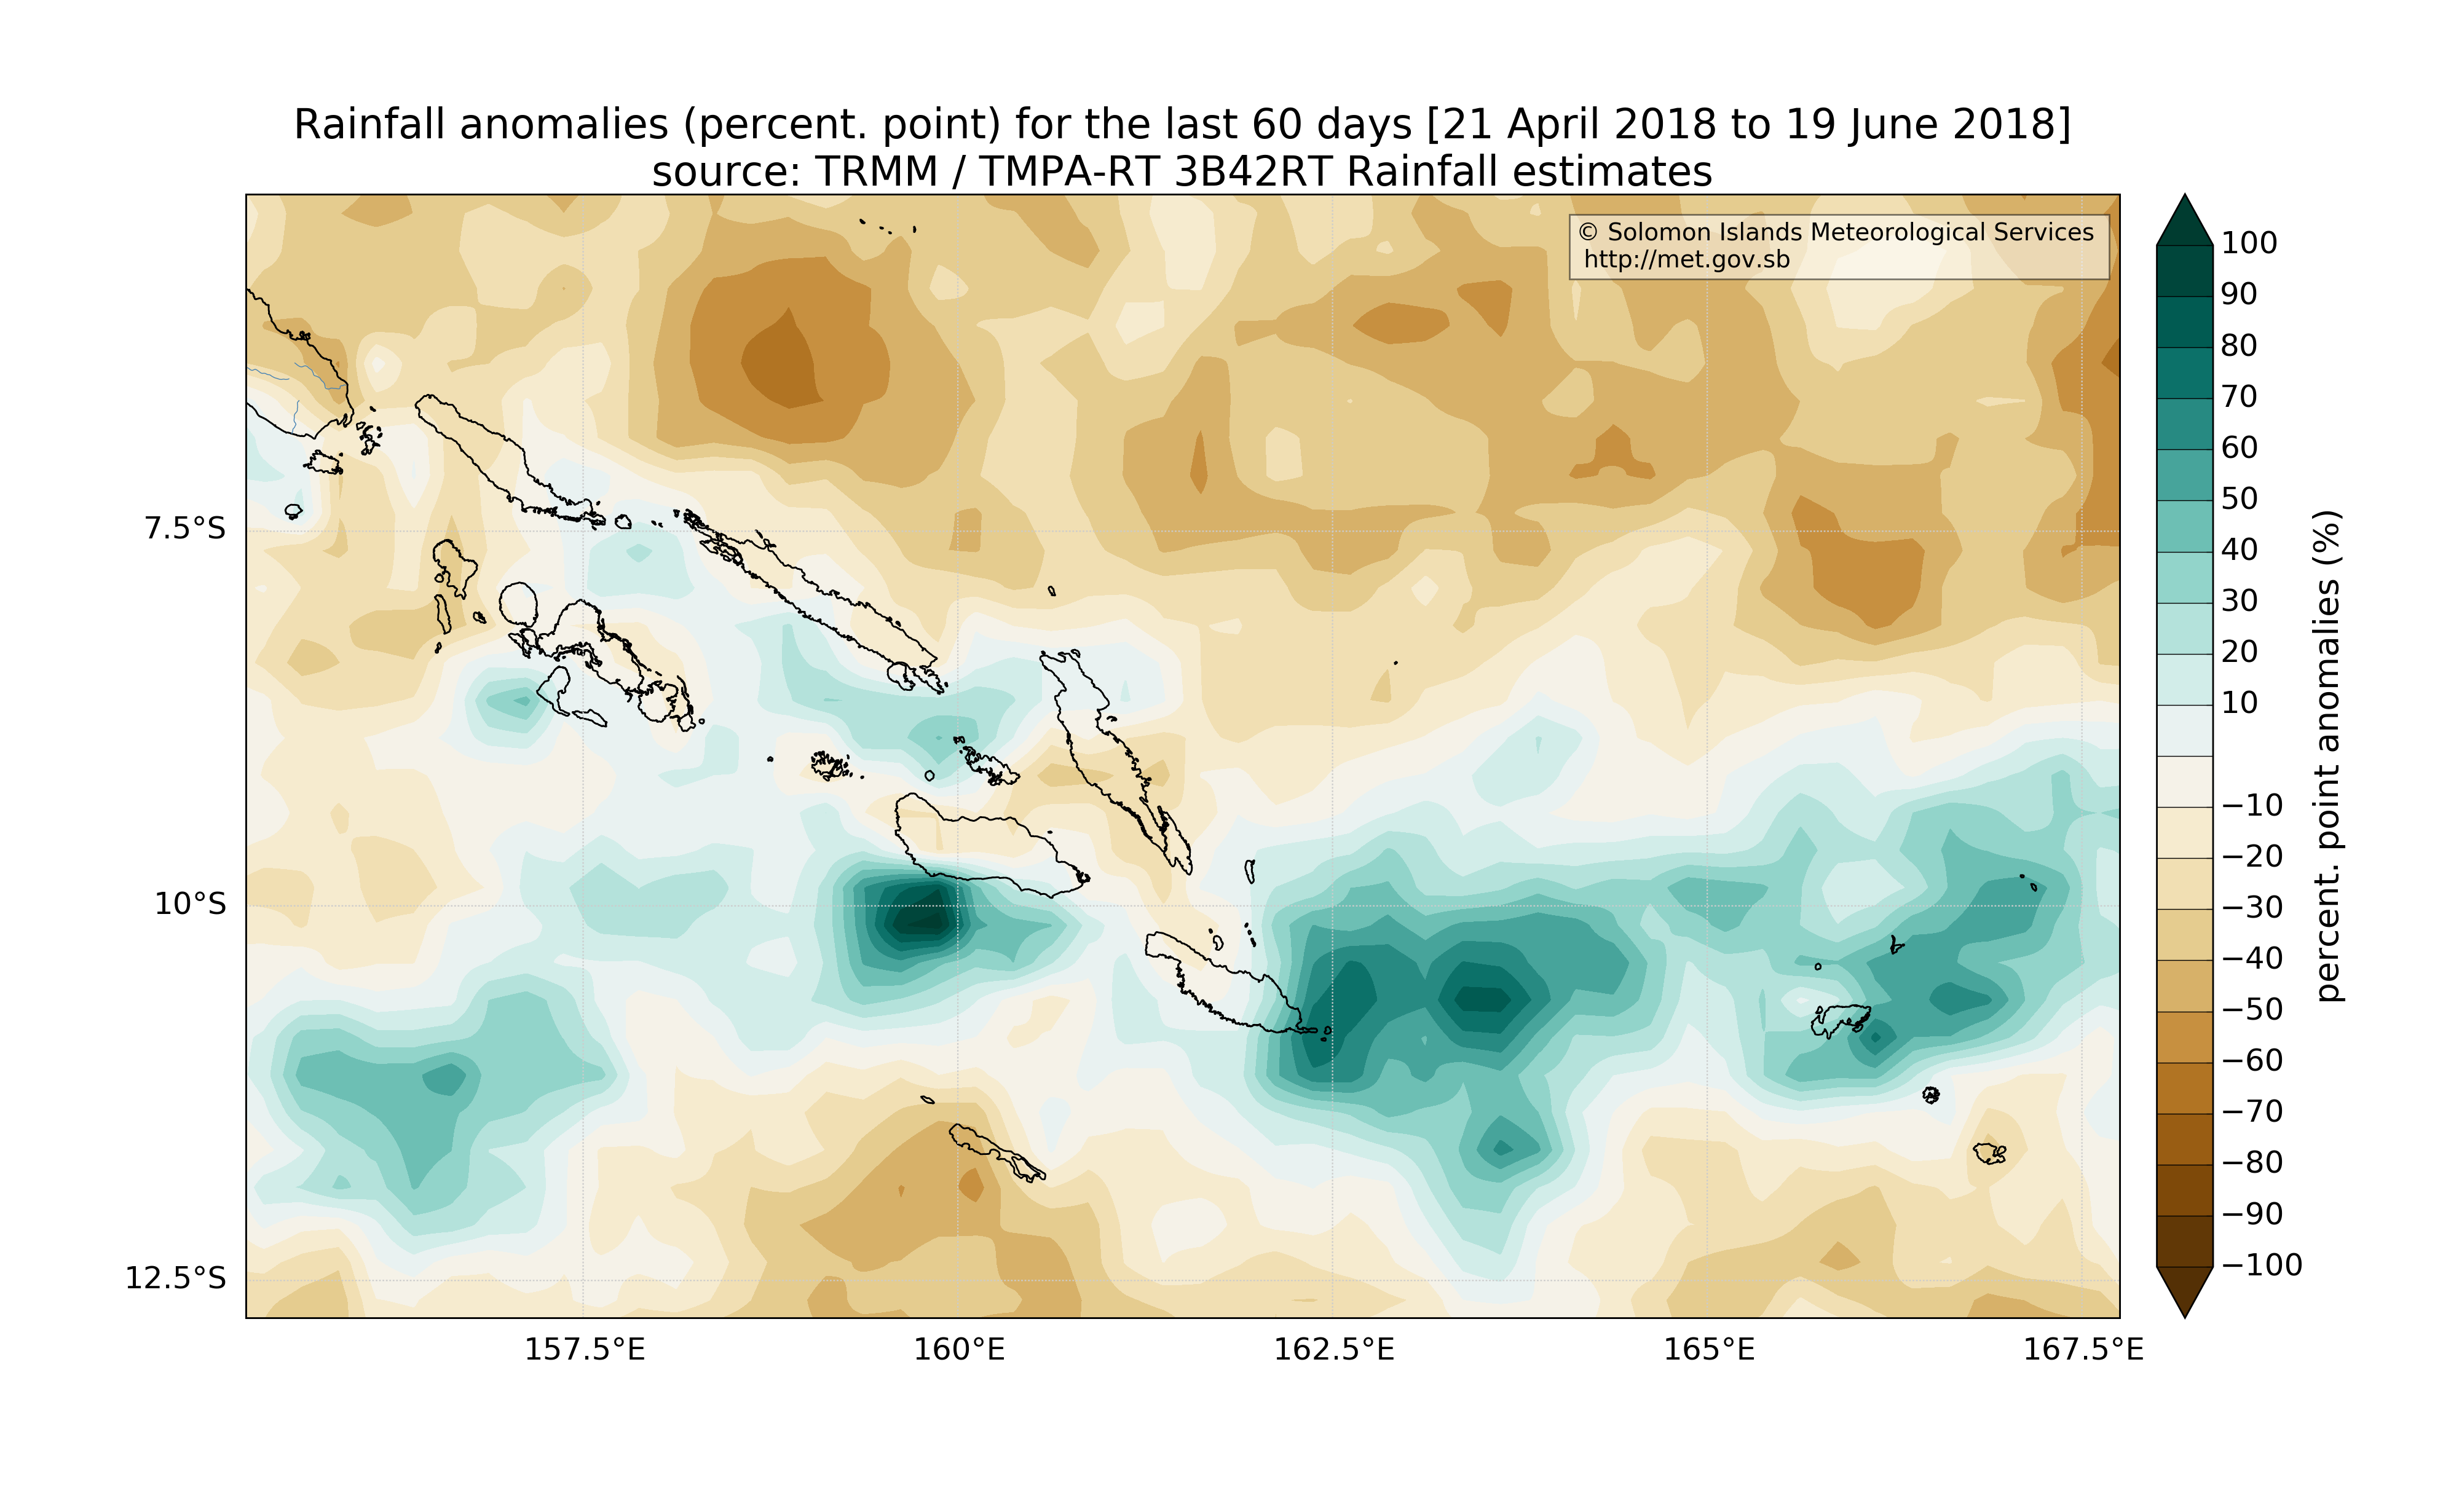 Rainfall anomalies (percent. point) for the last 60 days [21 April 2018 to 19 June 2018]
source: TRMM / TMPA-RT 3B42RT Rainfall estimates
© Solomon Islands Meteorological Services
http://met.gov.sb
7.5°S
10°S
12.5°S
157.5°E
160°E
162.5°E
165°E
167.5°E
100
90
80
70
60
50
40
30
20
10
−10
−20
−30
−40
−50
−60
−70
−80
−90
−100
percent. point anomalies (%)